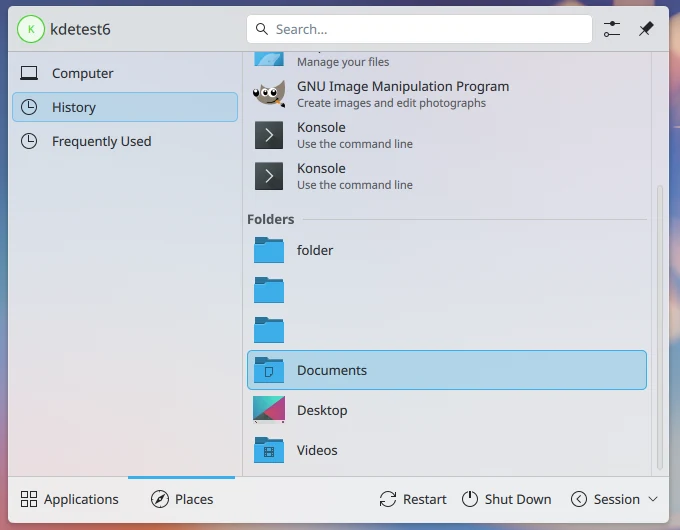 K
kdetest6
Search...
Computer
History
Frequently Used
Manage your files
GNU Image Manipulation Program
Create images and edit photographs
Konsole
Use the command line
Konsole
Use the command line
Folders
folder
Documents
Desktop
Videos
Applications
Places
Restart
Shut Down
Session